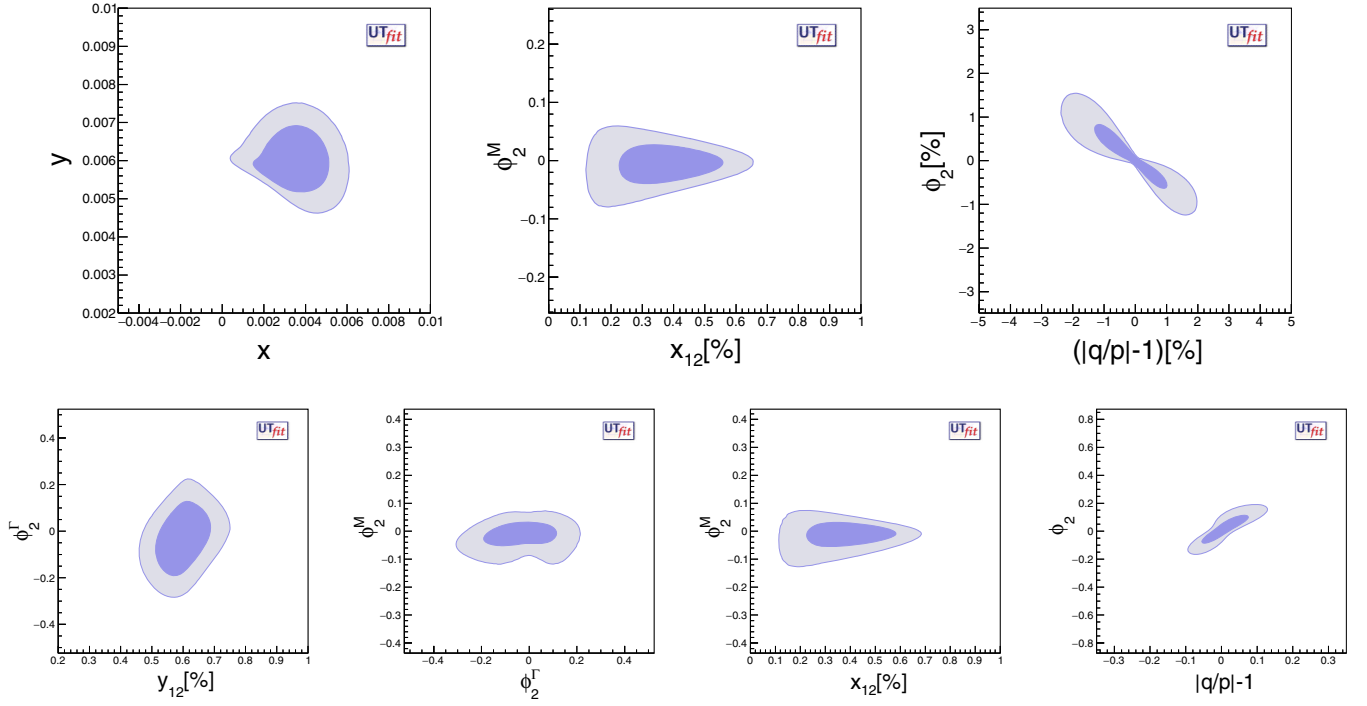 UTfit
0.01
0.009
0.008
0.007
0.006
0.005
0.004
0.003
0.002
y
−0.004 −0.002 0 0.002 0.004 0.006 0.008 0.01
x
UTfit
0.2
0.1
0
−0.1
−0.2
ϕ₂ᴹ
0 0.1 0.2 0.3 0.4 0.5 0.6 0.7 0.8 0.9 1
x₁₂[%]
UTfit
3
2
1
0
−1
−2
−3
ϕ₂[%]
−5 −4 −3 −2 −1 0 1 2 3 4 5
(|q/p|-1)[%]
UTfit
0.4
0.2
0
−0.2
−0.4
ϕ₂^Γ
0.2 0.3 0.4 0.5 0.6 0.7 0.8 0.9 1
y₁₂[%]
UTfit
0.4
0.3
0.2
0.1
0
−0.1
−0.2
−0.3
−0.4
ϕ₂ᴹ
−0.4 −0.2 0 0.2 0.4
ϕ₂^Γ
UTfit
0.4
0.3
0.2
0.1
0
−0.1
−0.2
−0.3
−0.4
ϕ₂ᴹ
0 0.1 0.2 0.3 0.4 0.5 0.6 0.7 0.8 0.9 1
x₁₂[%]
UTfit
0.8
0.6
0.4
0.2
0
−0.2
−0.4
−0.6
−0.8
ϕ₂
−0.3 −0.2 −0.1 0 0.1 0.2 0.3
|q/p|-1